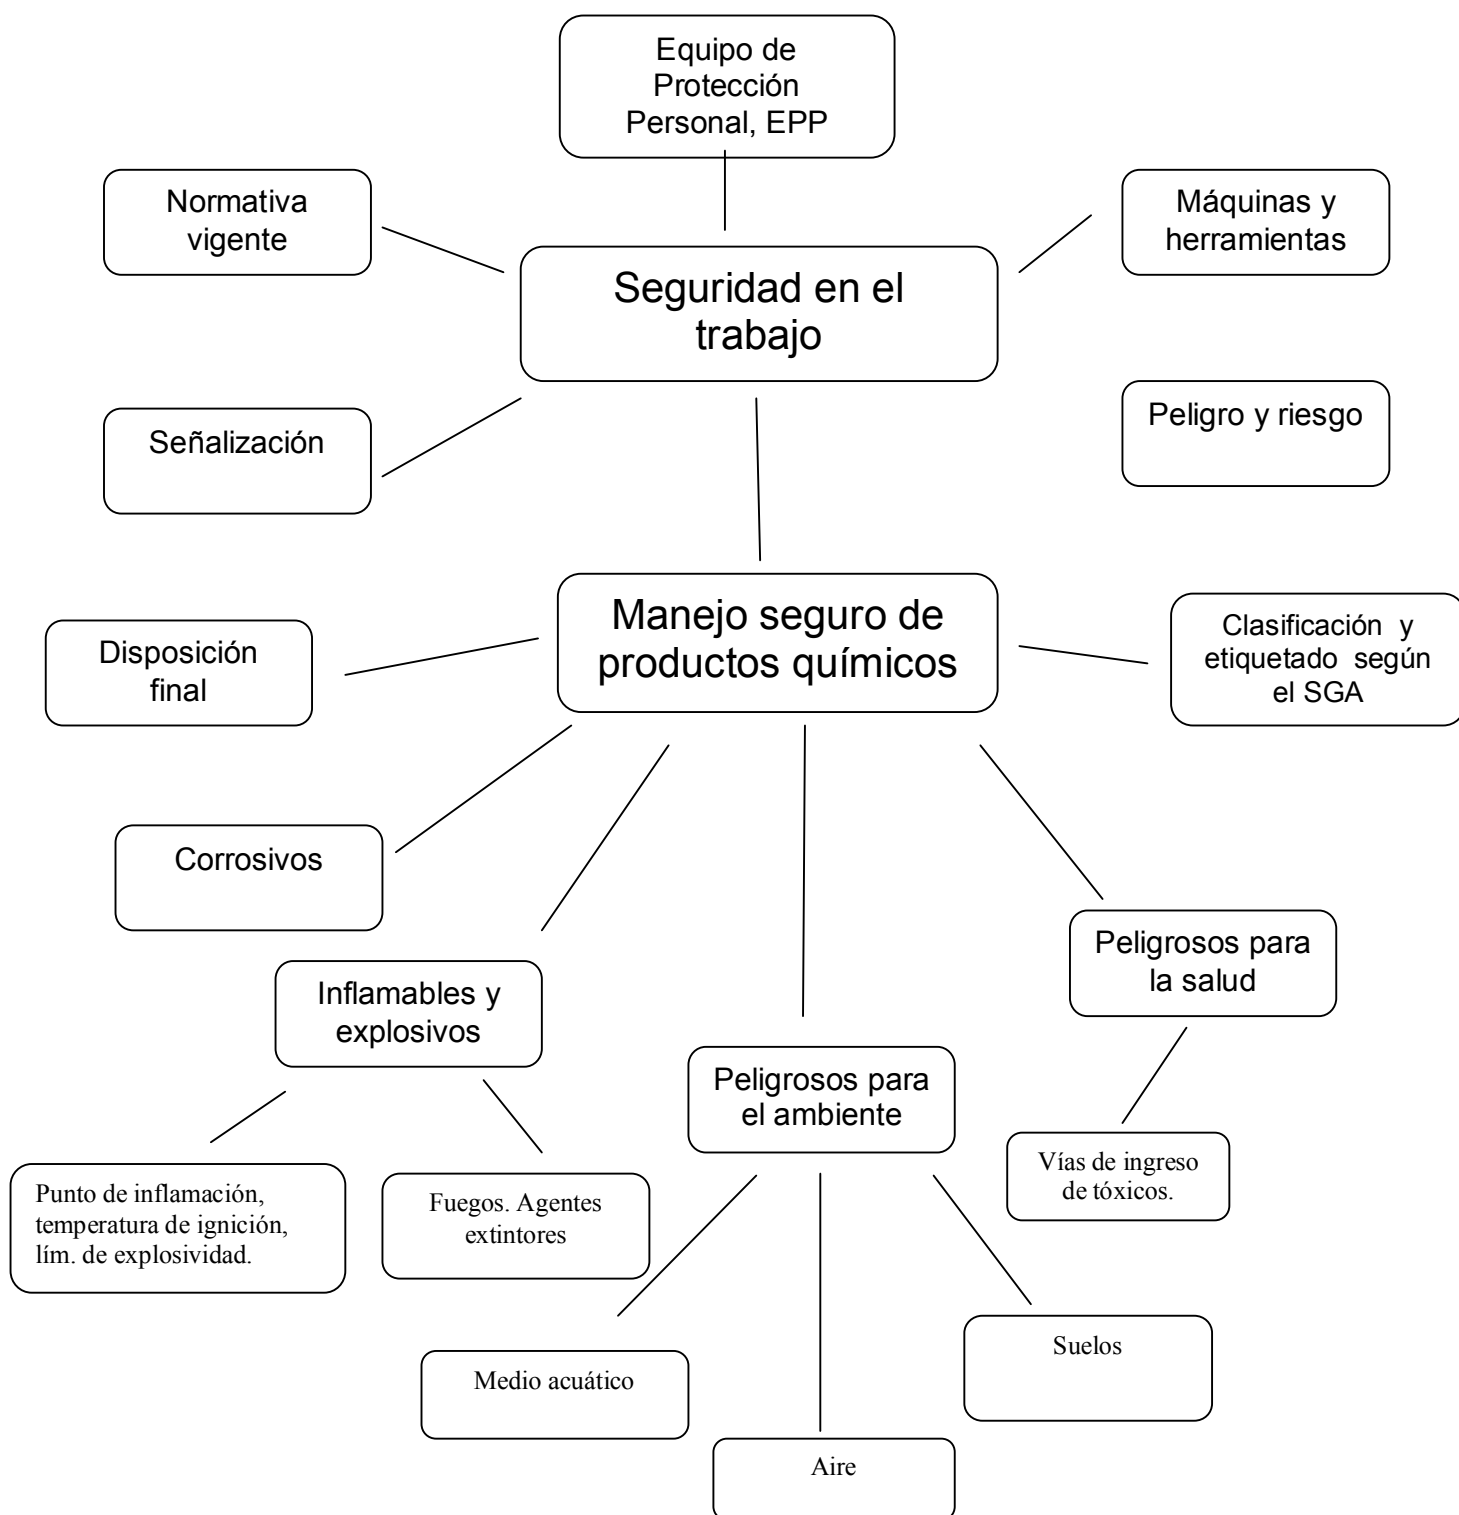 Equipo de
Protección
Personal, EPP
Normativa
vigente
Máquinas y
herramientas
Seguridad en el
trabajo
Señalización
Peligro y riesgo
Manejo seguro de
productos químicos
Disposición
final
Clasificación y
etiquetado según
el SGA
Corrosivos
Peligrosos para
la salud
Inflamables y
explosivos
Peligrosos para
el ambiente
Vías de ingreso
de tóxicos.
Punto de inflamación,
temperatura de ignición,
lím. de explosividad.
Fuegos. Agentes
extintores
Suelos
Medio acuático
Aire